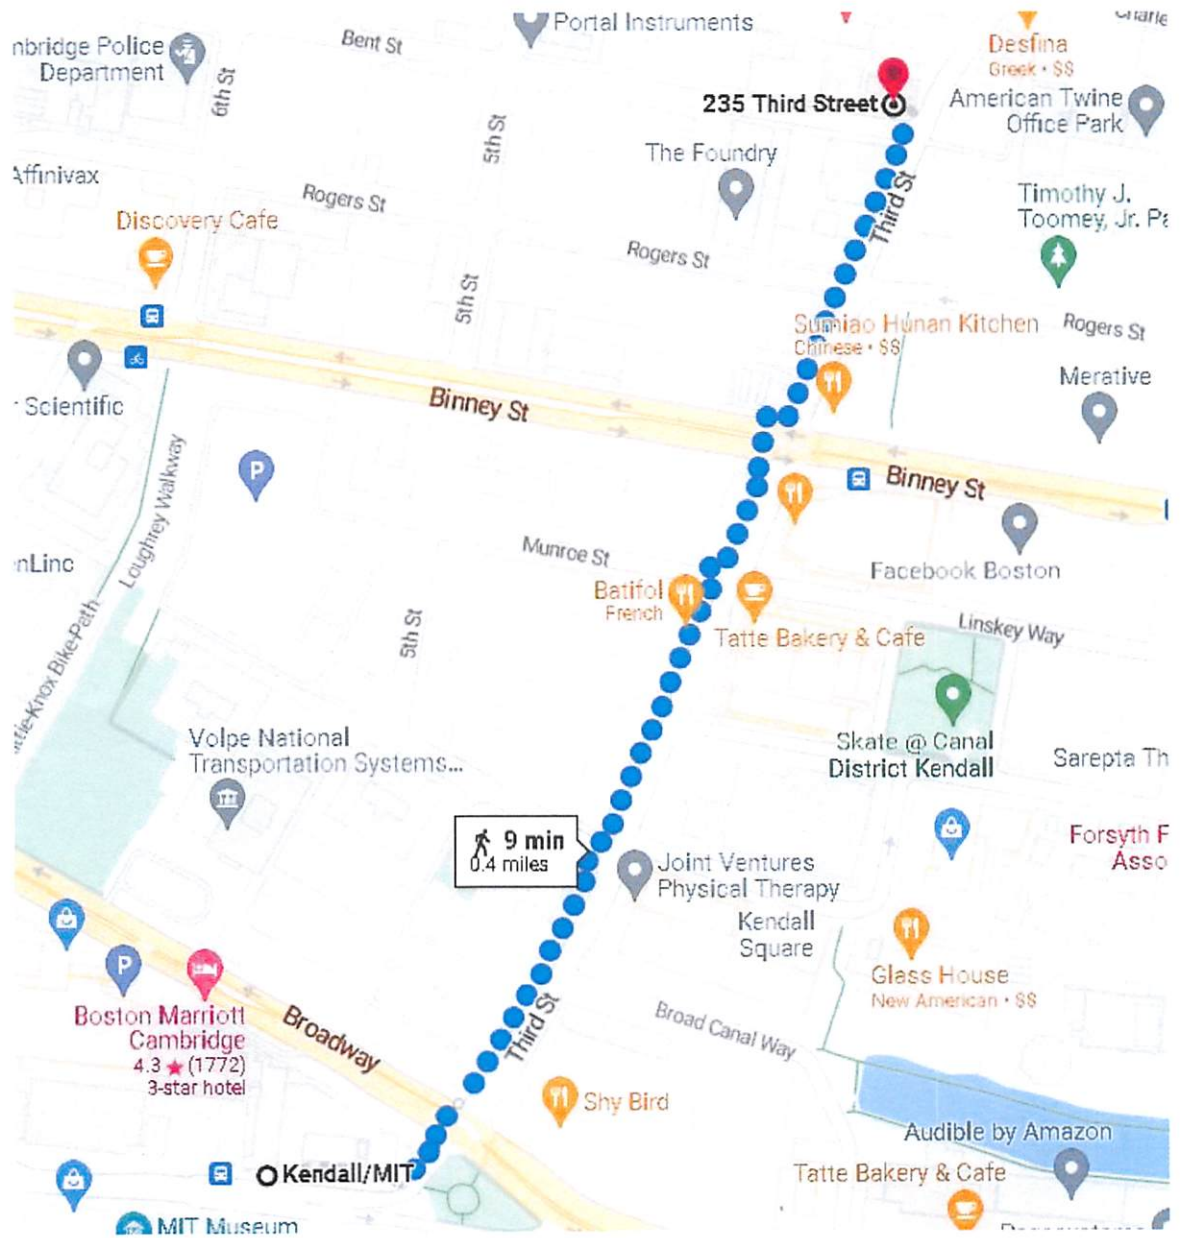 Portal Instruments
Bent St
Police
Department
6th St
Desfina
Greek • $$
235 Third Street
American Twine
Office Park
5th St
The Foundry
Affinivax
Rogers St
Third St
Timothy J.
Toomey, Jr.
Discovery Cafe
Rogers St
5th St
Sumiao Hunan Kitchen
Chinese • $$
Rogers St
Merative
Scientific
Binney St
P
Loughrey Walkway
Binney St
Munroe St
Facebook Boston
Batifol
French
Tatte Bakery & Cafe
Linskey Way
5th St
Bike Path
Volpe National
Transportation Systems...
Skate @ Canal
District Kendall
Sarepta
9 min
0.4 miles
Joint Ventures
Physical Therapy
Forsyth
Kendall
Square
P
Glass House
New American • $$
Boston Marriott
Cambridge
4.3 ★ (1772)
3-star hotel
Broadway
Third St
Broad Canal Way
Shy Bird
Audible by Amazon
Kendall/MIT
Tatte Bakery & Cafe
MIT Museum